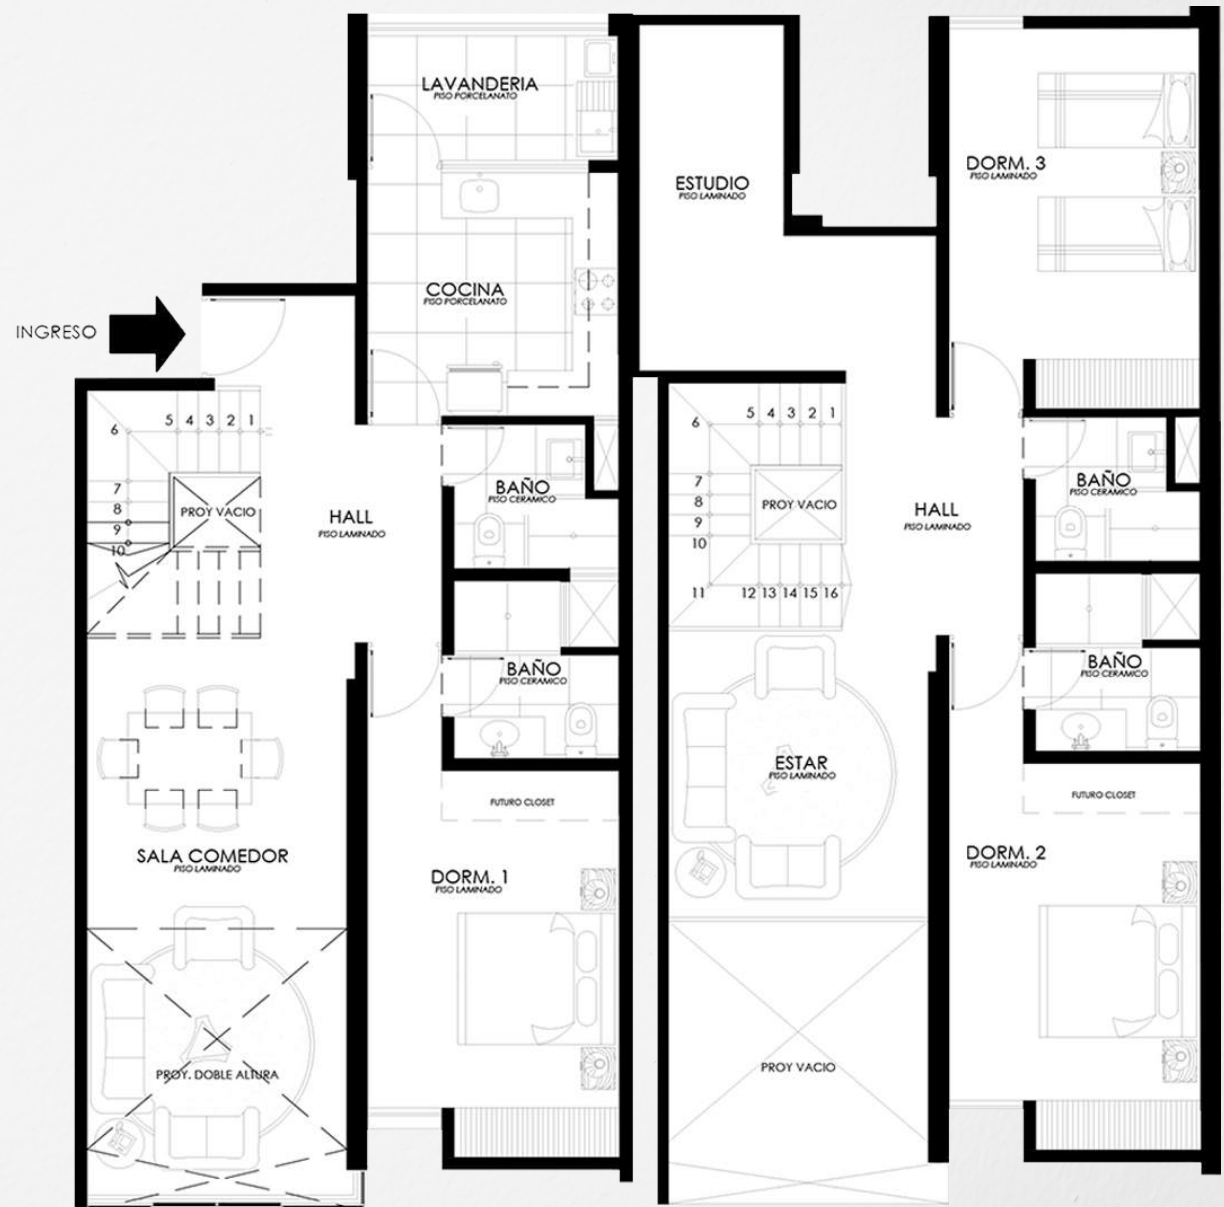 LAVANDERIA
PISO PORCELANATO
COCINA
PISO PORCELANATO
INGRESO
5 4 3 2 1
6
7
8
9
10
PROY VACIO
HALL
PISO LAMINADO
BAÑO
PISO CERAMICO
BAÑO
PISO CERAMICO
SALA COMEDOR
PISO LAMINADO
FUTURO CLOSET
DORM. 1
PISO LAMINADO
PROY. DOBLE ALTURA
ESTUDIO
PISO LAMINADO
DORM. 3
PISO LAMINADO
5 4 3 2 1
6
7
8
9
10
11 12 13 14 15 16
PROY VACIO
HALL
PISO LAMINADO
BAÑO
PISO CERAMICO
BAÑO
PISO CERAMICO
ESTAR
PISO LAMINADO
FUTURO CLOSET
DORM. 2
PISO LAMINADO
PROY VACIO